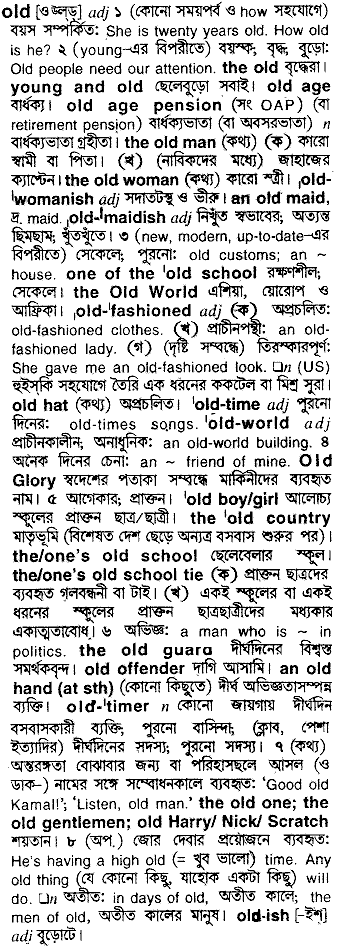 old [ওল্ড্] adj ১ (কোনো সময়পর্ব ও how সহযোগে)
বয়স সম্পর্কিত: She is twenty years old. How old
is he? ২ (young–এর বিপরীতে) বয়স্ক, বৃদ্ধ, বুড়ো:
Old people need our attention. the old বৃদ্ধেরা।
young and old ছেলেবুড়ো সবাই। old age
বার্ধক্য। old age pension (সং OAP) (বা
retirement pension) বার্ধক্যভাতা (বা অবসরভাতা) n
বার্ধক্যভাতা গ্রহীতা। the old man (কথ্য) (ক) কারো
স্বামী বা পিতা। (খ) (নাবিকদের মধ্যে) জাহাজের
ক্যাপ্টেন। the old woman (কথ্য) কারো স্ত্রী। ˌold-
womanish adj সদাতটস্থ ও ভীরু। an old maid,
দ্র. maid. ˌold-ˈmaidish adj নিখুঁত স্বভাবের; অত্যন্ত
ছিমছাম; খুঁতখুঁতে। ৩ (new, modern, up-to-date–এর
বিপরীতে) সেকেলে; পুরনো: old customs; an ~
house. one of the ˈold school রক্ষণশীল;
সেকেলে। the Old World এশিয়া, য়োরোপ ও
আফ্রিকা। ˌold-ˈfashioned adj (ক) অপ্রচলিত:
old-fashioned clothes. (খ) প্রাচীনপন্থী: an old-
fashioned lady. (গ) (দৃষ্টি সম্বন্ধে) তিরস্কারপূর্ণ:
She gave me an old-fashioned look. ❑n (US)
হুইসকি সহযোগে তৈরি এক ধরনের ককটেল বা মিশ্র সুরা।
old hat (কথ্য) অপ্রচলিত। ˈold-time adj পুরনো
দিনের: old-times songs. ˈold-world adj
প্রাচীনকালীন; অনাধুনিক: an old-world building. ৪
অনেক দিনের চেনা: an ~ friend of mine. Old
Glory স্বদেশের পতাকা সম্বন্ধে মার্কিনীদের ব্যবহৃত
নাম। ৫ আগেকার; প্রাক্তন। ˈold boy/girl আলোচ্য
স্কুলের প্রাক্তন ছাত্র/ছাত্রী। the ˈold country
মাতৃভূমি (বিশেষত দেশ ছেড়ে অন্যত্র বসবাস শুরুর পর)।
the/one's old school ছেলেবেলার স্কুল।
the/one's old school tie (ক) প্রাক্তন ছাত্রদের
ব্যবহৃত গলবন্ধনী বা টাই। (খ) একই স্কুলের বা একই
ধরনের স্কুলের প্রাক্তন ছাত্রছাত্রীদের মধ্যকার
একাত্মতাবোধ। ৬ অভিজ্ঞ: a man who is ~ in
politics. the old guard দীর্ঘদিনের বিশ্বস্ত
সমর্থকবৃন্দ। old offender দাগি আসামি। an old
hand (at sth) (কোনো কিছুতে) দীর্ঘ অভিজ্ঞতাসম্পন্ন
ব্যক্তি। old-ˈtimer n কোনো জায়গায় দীর্ঘদিন
বসবাসকারী ব্যক্তি; পুরনো বাসিন্দা; (ক্লাব, পেশা
ইত্যাদির) দীর্ঘদিনের সদস্য; পুরনো সদস্য। ৭ (কথ্য)
অন্তরঙ্গতা বোঝাবার জন্য বা পরিহাসছলে আসল (ও
ডাক–) নামের সঙ্গে সম্বোধনকালে ব্যবহৃত: 'Good old
Kamal!'; 'Listen, old man.' the old one; the
old gentlemen; old Harry/ Nick/ Scratch
শয়তান। ৮ (অপ.) জোর দেবার প্রয়োজনে ব্যবহৃত:
He's having a high old (= খুব ভালো) time. Any
old thing (যে কোনো কিছু, যাহোক একটা কিছু) will
do. ❑n অতীত: in days of old, অতীত কালে; the
men of old, অতীত কালের মানুষ। old-ish [–ইশ্]
adj বুড়োটে।